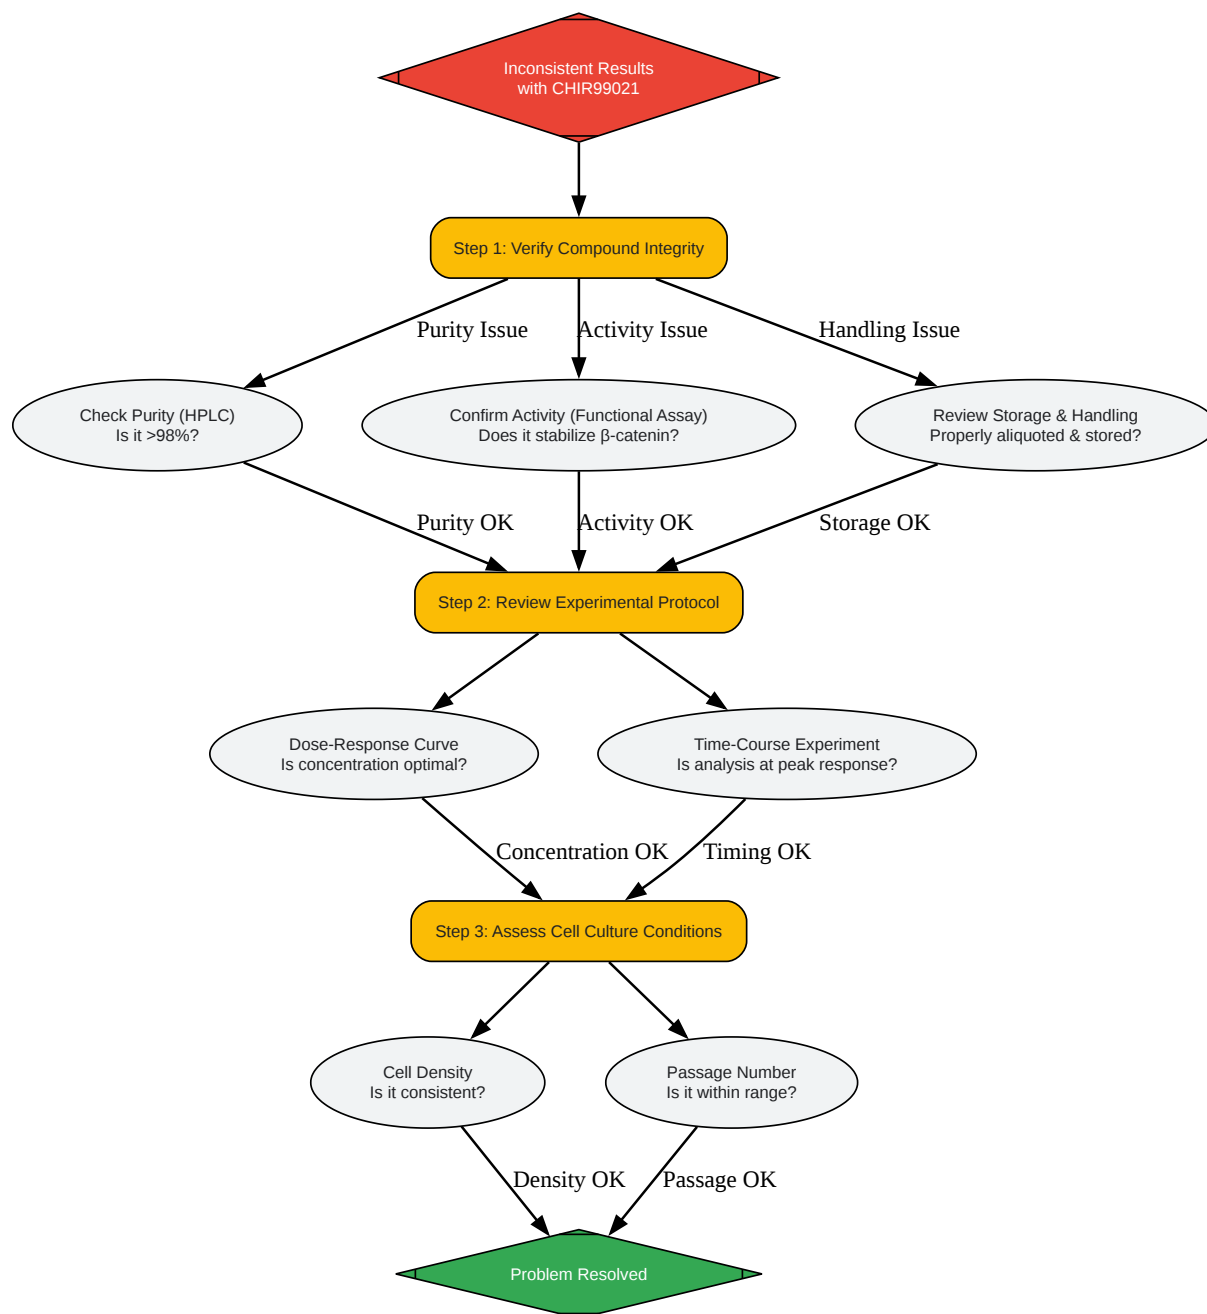 Inconsistent Results
with CHIR99021
Step 1: Verify Compound Integrity
Purity Issue
Activity Issue
Handling Issue
Check Purity (HPLC)
Is it >98%?
Confirm Activity (Functional Assay)
Does it stabilize β-catenin?
Review Storage & Handling
Properly aliquoted & stored?
Purity OK
Activity OK
Storage OK
Step 2: Review Experimental Protocol
Dose-Response Curve
Is concentration optimal?
Time-Course Experiment
Is analysis at peak response?
Concentration OK
Timing OK
Step 3: Assess Cell Culture Conditions
Cell Density
Is it consistent?
Passage Number
Is it within range?
Density OK
Passage OK
Problem Resolved